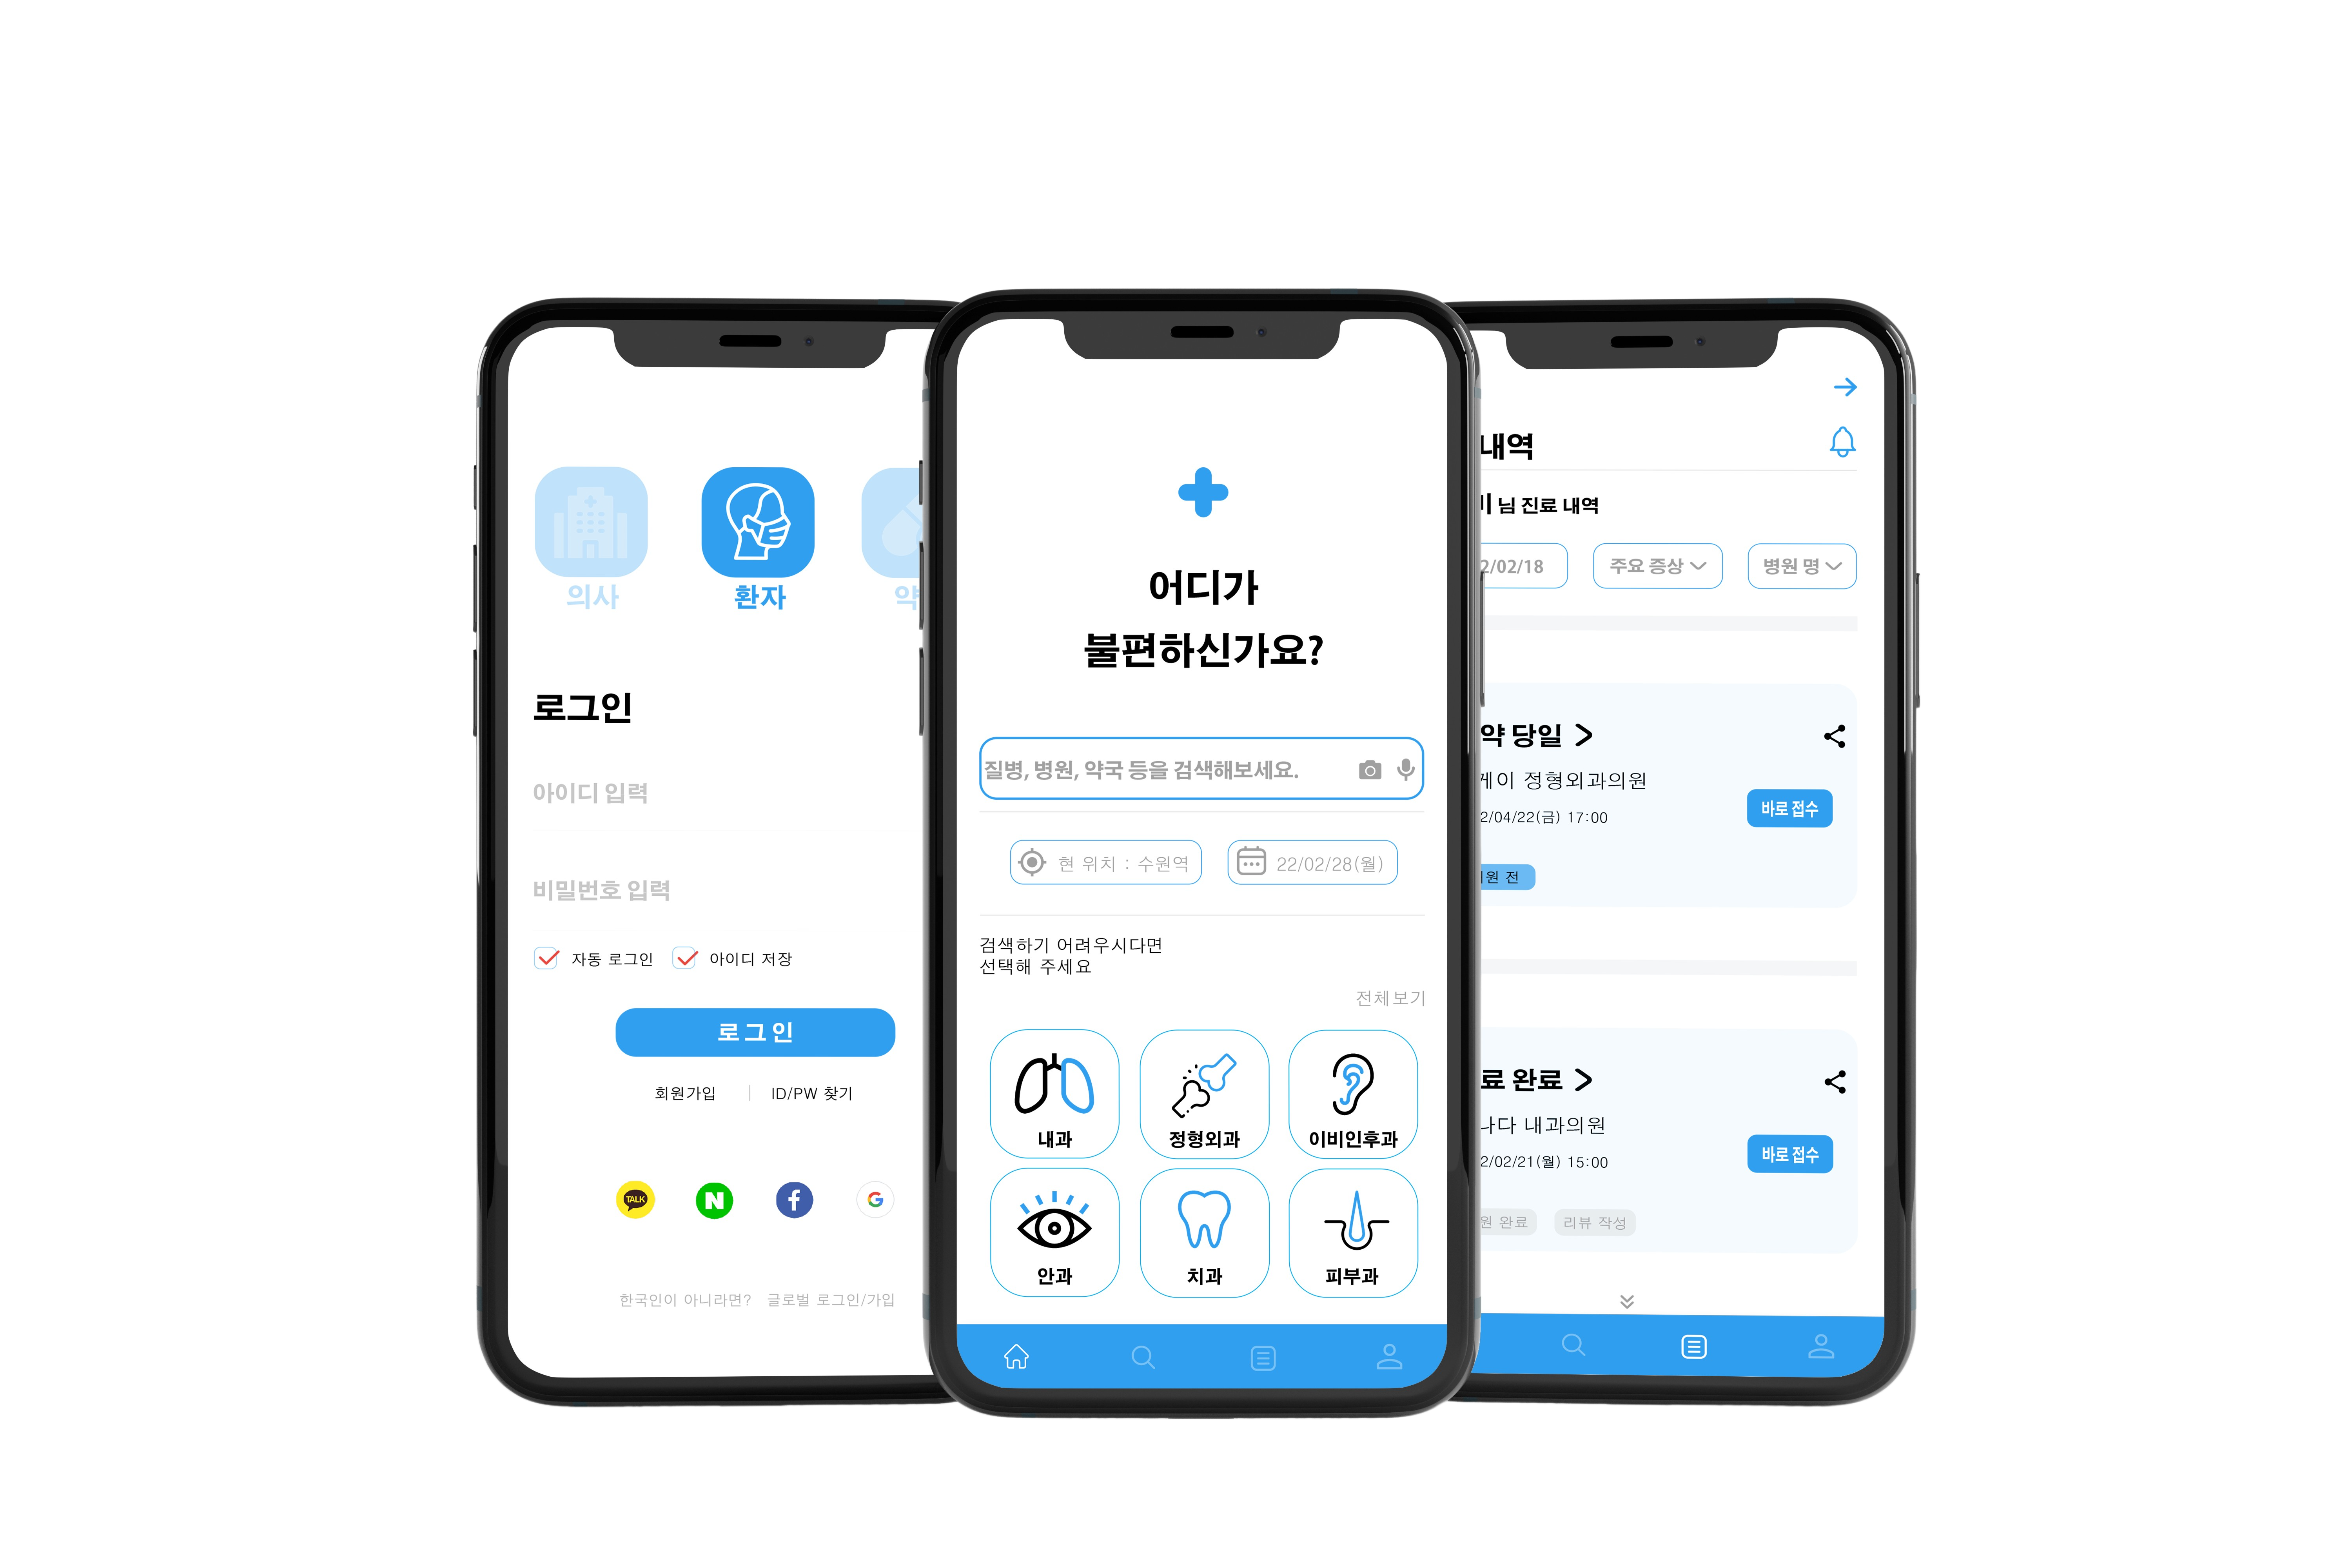 의사
환자
로그인
아이디 입력
비밀번호 입력
자동 로그인
아이디 저장
로그인
회원가입
ID/PW 찾기
TALK
N
f
G
한국인이 아니라면? 글로벌 로그인/가입
어디가
불편하신가요?
질병, 병원, 약국 등을 검색해보세요.
현 위치 : 수원역
22/02/28(월)
검색하기 어려우시다면
선택해 주세요
전체보기
내과
정형외과
이비인후과
안과
치과
피부과
내역
님 진료 내역
2/02/18
주요 증상
병원 명
약 당일 >
케이 정형외과의원
2/04/22(금) 17:00
바로 접수
원 전
료 완료 >
나다 내과의원
2/02/21(월) 15:00
바로 접수
원 완료
리뷰 작성